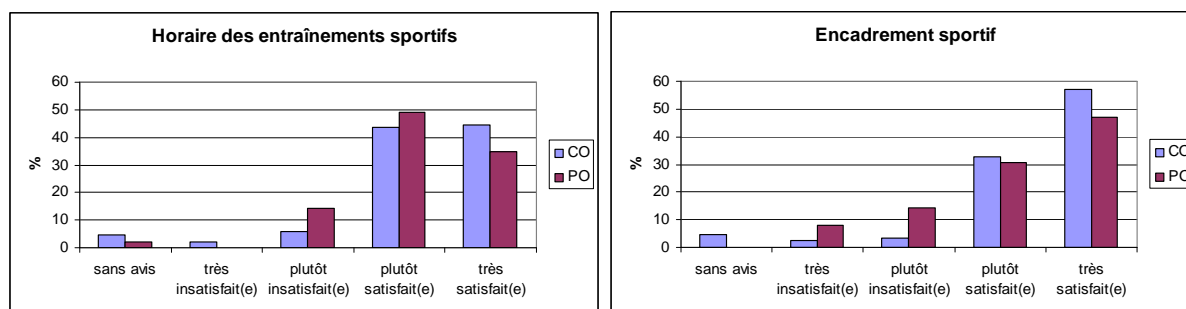 Horaire des entraînements sportifs
%
60
50
40
30
20
10
0
sans avis
très
insatisfait(e)
plutôt
insatisfait(e)
plutôt
satisfait(e)
très
satisfait(e)
CO
PO
Encadrement sportif
%
60
50
40
30
20
10
0
sans avis
très
insatisfait(e)
plutôt
insatisfait(e)
plutôt
satisfait(e)
très
satisfait(e)
CO
PO